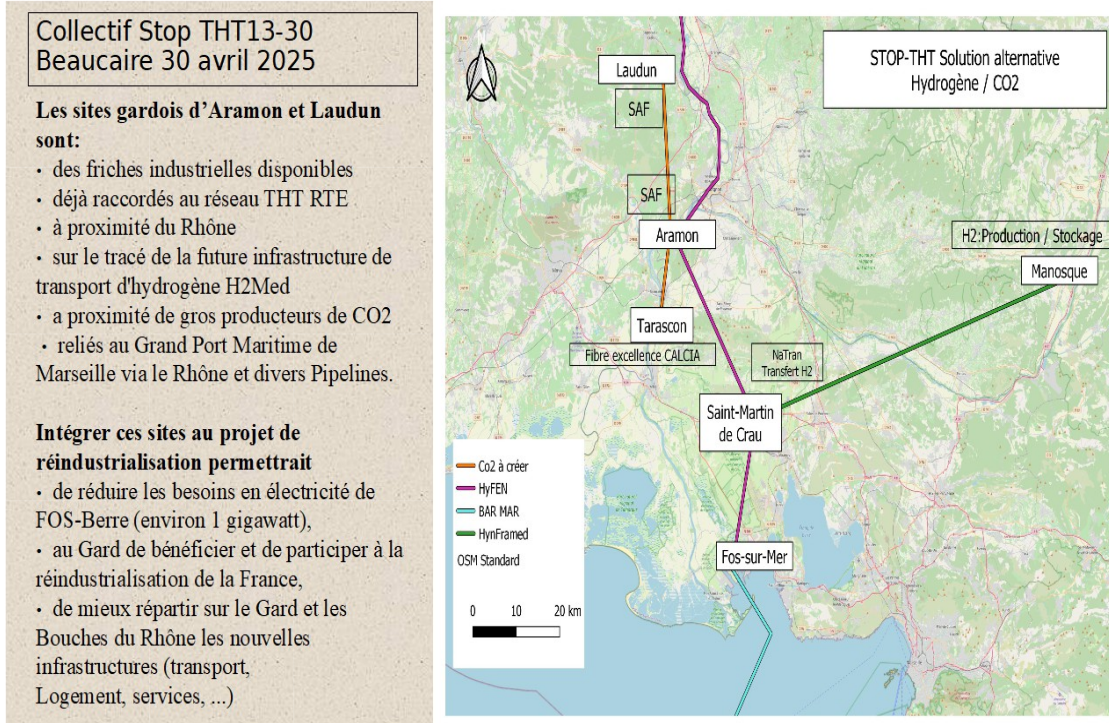 Collectif Stop THT13-30
Beaucaire 30 avril 2025
Les sites gardois d’Aramon et Laudun
sont:
• des friches industrielles disponibles
• déjà raccordés au réseau THT RTE
• à proximité du Rhône
• sur le tracé de la future infrastructure de
transport d'hydrogène H2Med
• a proximité de gros producteurs de CO2
• reliés au Grand Port Maritime de
Marseille via le Rhône et divers Pipelines.
Intégrer ces sites au projet de
réindustrialisation permettrait
• de réduire les besoins en électricité de
FOS-Berre (environ 1 gigawatt),
• au Gard de bénéficier et de participer à la
réindustrialisation de la France,
• de mieux répartir sur le Gard et les
Bouches du Rhône les nouvelles
infrastructures (transport,
Logement, services, ...)
STOP-THT Solution alternative
Hydrogène / CO2
Laudun
SAF
SAF
Aramon
H2:Production / Stockage
Manosque
Tarascon
Fibre excellence CALCIA
NaTran
Transfert H2
Saint-Martin
de Crau
Fos-sur-Mer
Co2 à créer
HyFEN
BAR MAR
HynFramed
OSM Standard
0 10 20 km